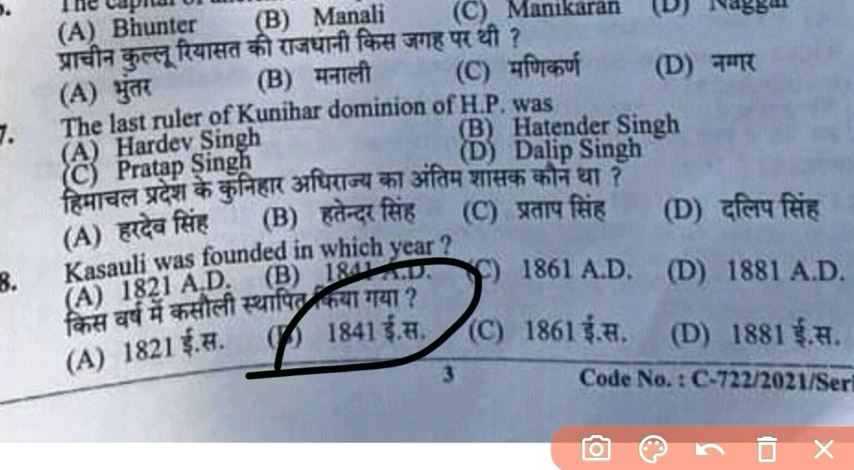 (A) Bhunter (B) Manali (C) Manikaran (D) Naggar
प्राचीन कुल्लू रियासत की राजधानी किस जगह पर थी ?
(A) भुंतर (B) मनाली (C) मणिकर्ण (D) नग्गर
7. The last ruler of Kunihar dominion of H.P. was
(A) Hardev Singh (B) Hatender Singh
(C) Pratap Singh (D) Dalip Singh
हिमाचल प्रदेश के कुनिहार अधिराज्य का अंतिम शासक कौन था ?
(A) हरदेव सिंह (B) हतेन्दर सिंह (C) प्रताप सिंह (D) दलिप सिंह
8. Kasauli was founded in which year ?
(A) 1821 A.D. (B) 1841 A.D. (C) 1861 A.D. (D) 1881 A.D.
किस वर्ष में कसौली स्थापित किया गया ?
(A) 1821 ई.स. (B) 1841 ई.स. (C) 1861 ई.स. (D) 1881 ई.स.
3 Code No. : C-722/2021/Seri